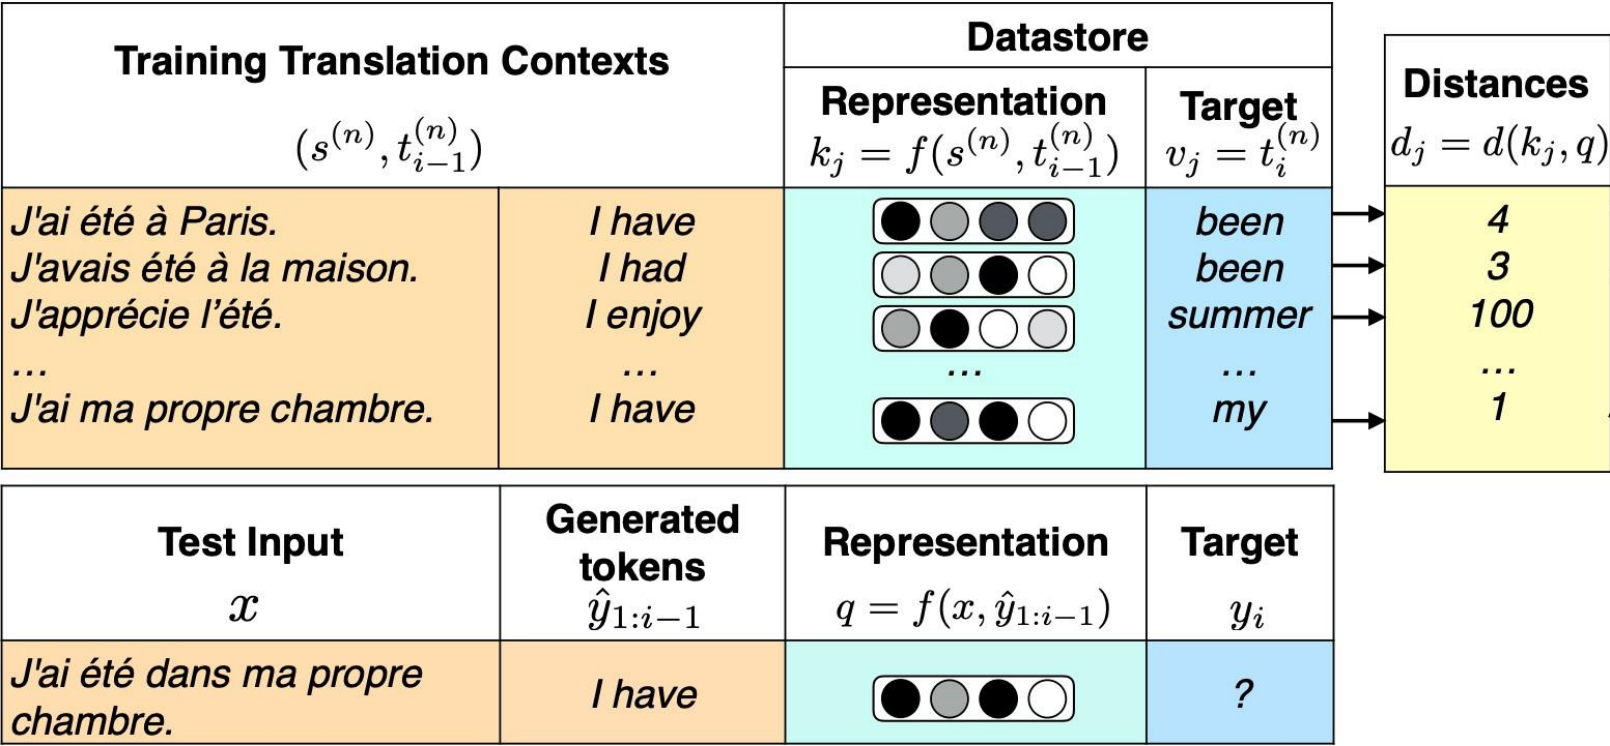 Training Translation Contexts
(s^{(n)}, t_{i-1}^{(n)})
Datastore
Representation
k_j = f(s^{(n)}, t_{i-1}^{(n)})
Target
v_j = t_i^{(n)}
Distances
d_j = d(k_j, q)
J'ai été à Paris. I have been 4
J'avais été à la maison. I had been 3
J'apprécie l’été. I enjoy summer 100
... ... ... ... ...
J'ai ma propre chambre. I have my 1
Test Input
x
Generated
tokens
ŷ_{1:i−1}
Representation
q = f(x, ŷ_{1:i−1})
Target
y_i
J'ai été dans ma propre
chambre.
I have
?